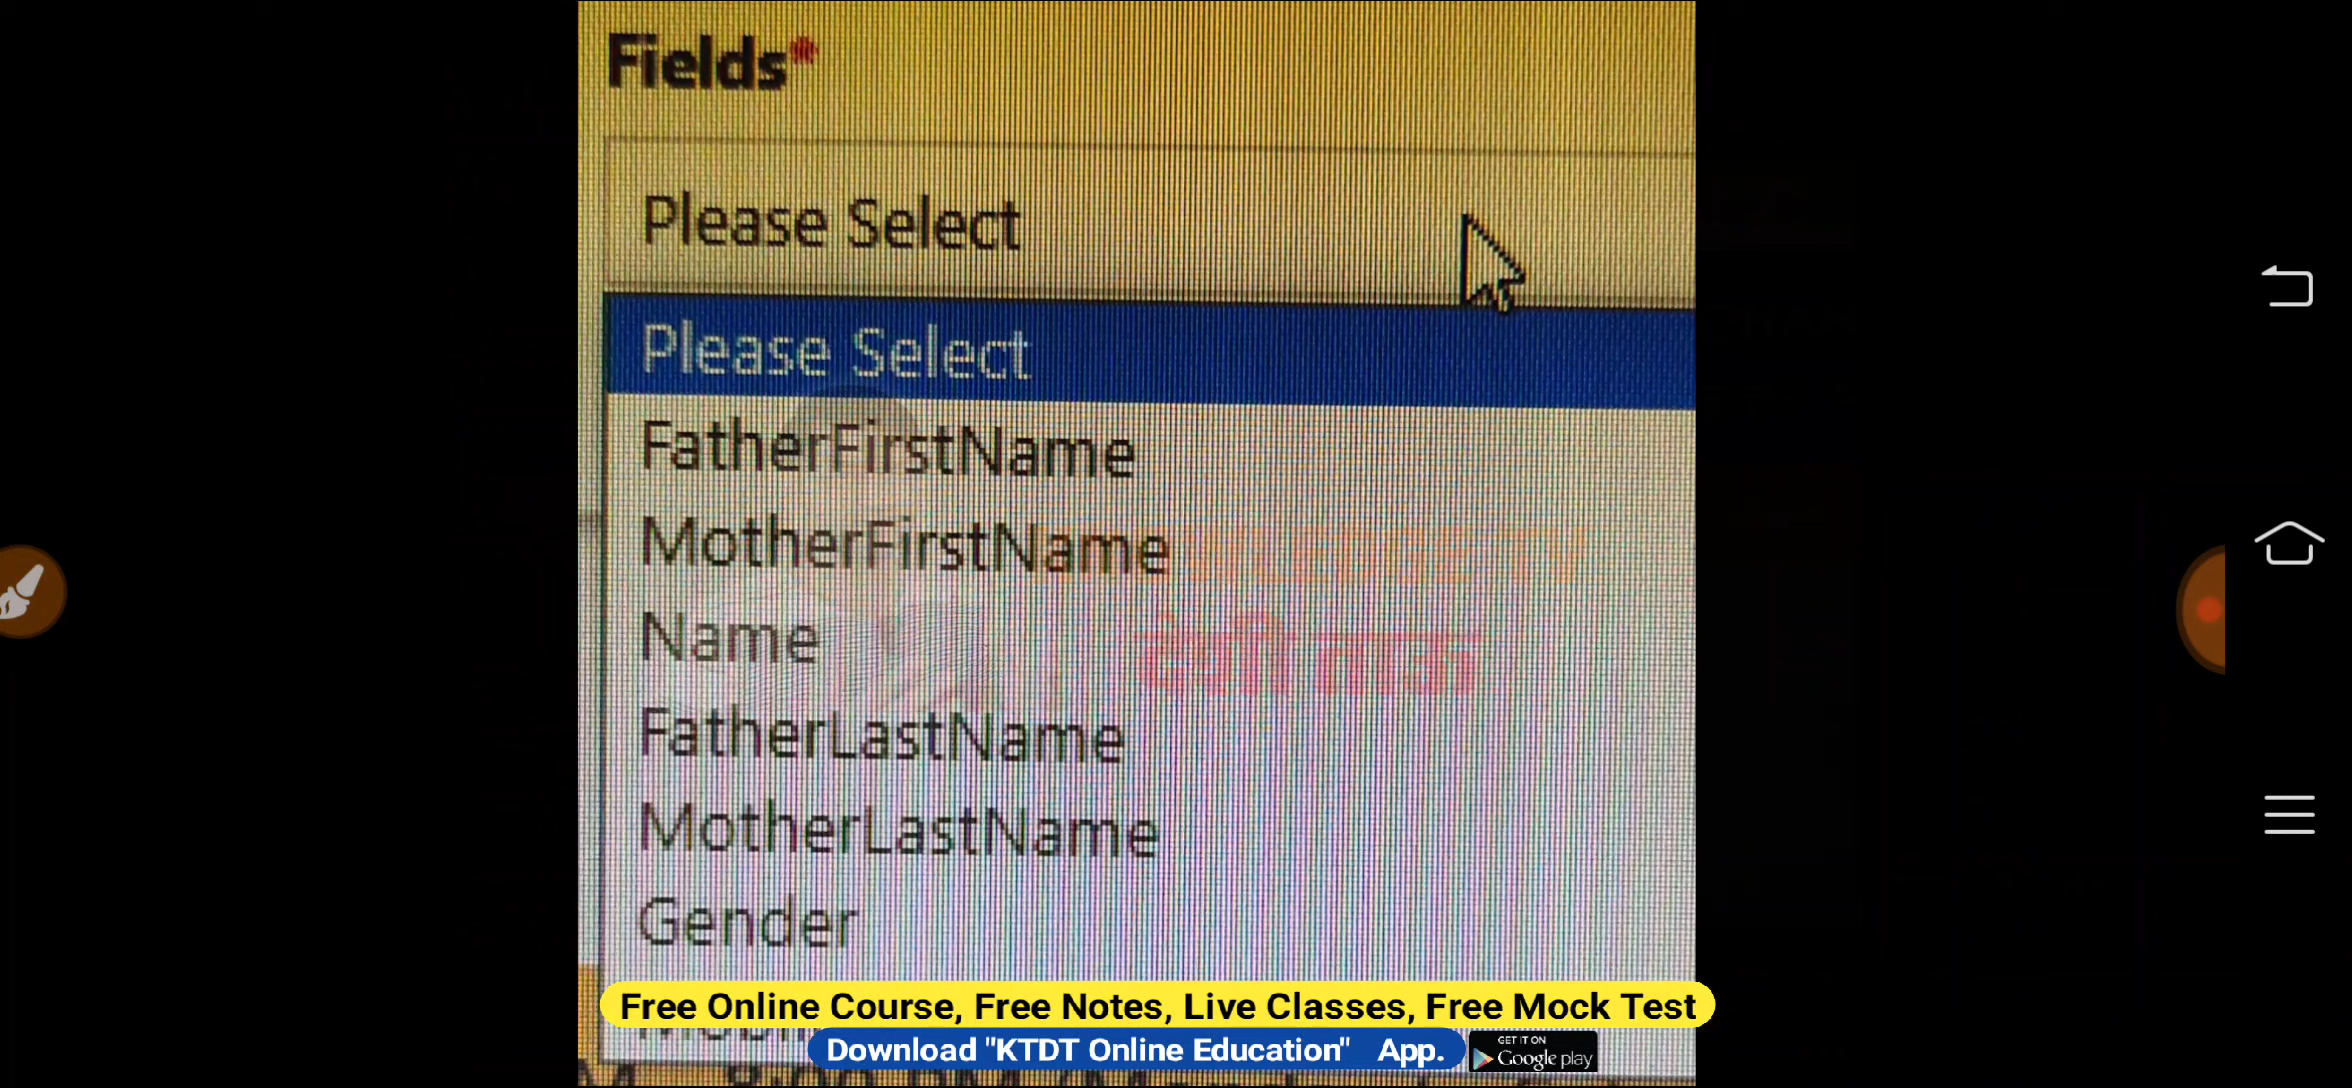 Fields*
Please Select
Please Select
FatherFirstName
MotherFirstName
Name
FatherLastName
MotherLastName
Gender
Free Online Course, Free Notes, Live Classes, Free Mock Test
Download "KTDT Online Education" App.
GET IT ON
Google play